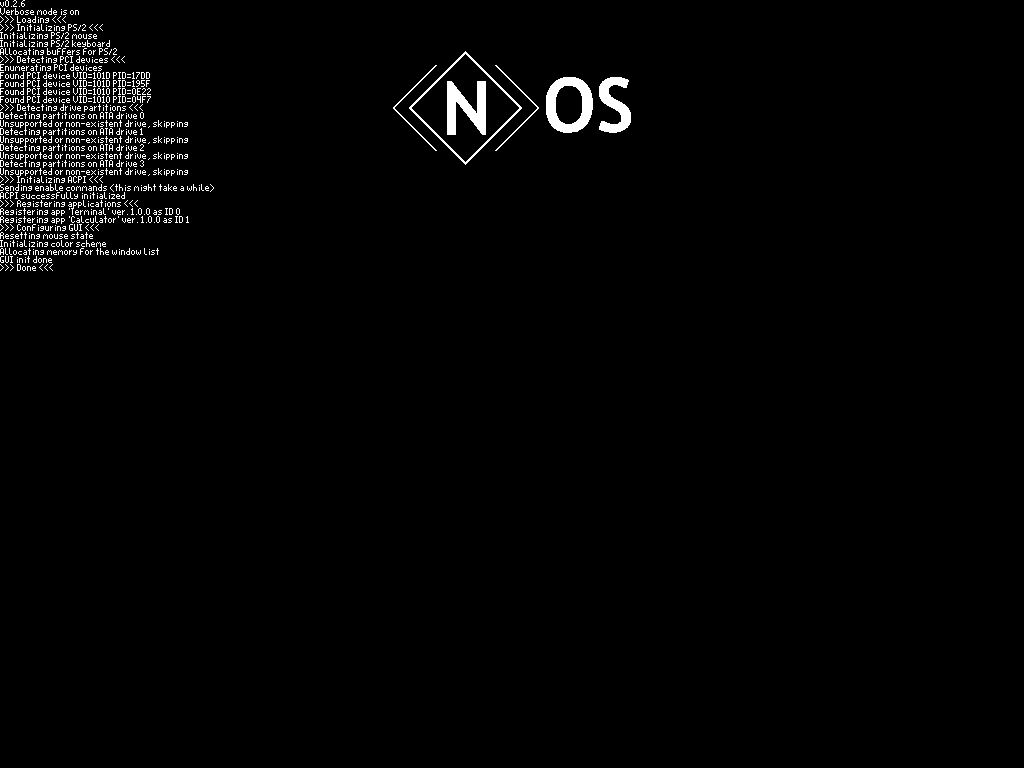 v0.2.6
Verbose mode is on
>>> Loading <<<
>>> Initializing PS/2 <<<
Initializing PS/2 mouse
Initializing PS/2 keyboard
Allocating buffers for PS/2
>>> Detecting PCI devices <<<
Enumerating PCI devices
Found PCI device VID=101D PID=17DD
Found PCI device VID=101D PID=195F
Found PCI device VID=1010 PID=0E22
Found PCI device VID=1010 PID=04F7
>>> Detecting drive partitions <<<
Detecting partitions on ATA drive 0
Unsupported or non-existent drive, skipping
Detecting partitions on ATA drive 1
Unsupported or non-existent drive, skipping
Detecting partitions on ATA drive 2
Unsupported or non-existent drive, skipping
Detecting partitions on ATA drive 3
Unsupported or non-existent drive, skipping
>>> Initializing ACPI <<<
Sending enable commands (this might take a while)
ACPI successfully initialized
>>> Registering applications <<<
Registering app 'Terminal' ver. 1.0.0 as ID 0
Registering app 'Calculator' ver. 1.0.0 as ID 1
>>> Configuring GUI <<<
Resetting mouse state
Initializing color scheme
Allocating memory for the window list
GUI init done
>>> Done <<<
N OS